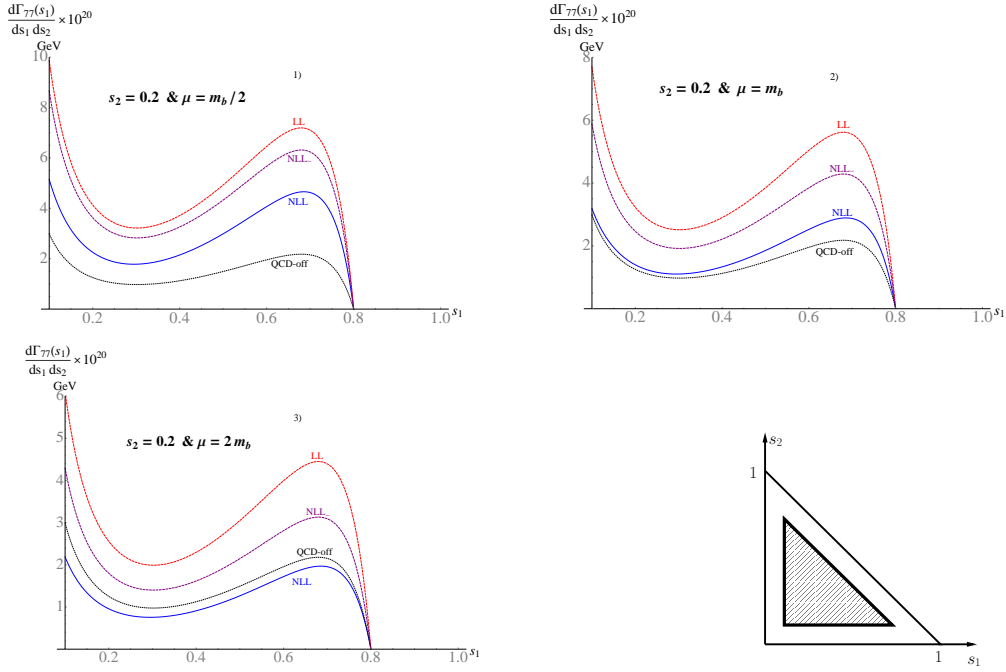 dΓ77(s1)
ds1 ds2
×10^20
GeV
10
8
6
4
2
1)
s2 = 0.2 & μ = mb / 2
LL
NLL_
NLL
QCD-off
0.2
0.4
0.6
0.8
1.0
s1
dΓ77(s1)
ds1 ds2
×10^20
GeV
8
6
4
2
2)
s2 = 0.2 & μ = mb
LL
NLL_
NLL
QCD-off
0.2
0.4
0.6
0.8
1.0
s1
dΓ77(s1)
ds1 ds2
×10^20
GeV
6
5
4
3
2
1
3)
s2 = 0.2 & μ = 2 mb
LL
NLL_
QCD-off
NLL
0.2
0.4
0.6
0.8
1.0
s1
s2
1
1
s1